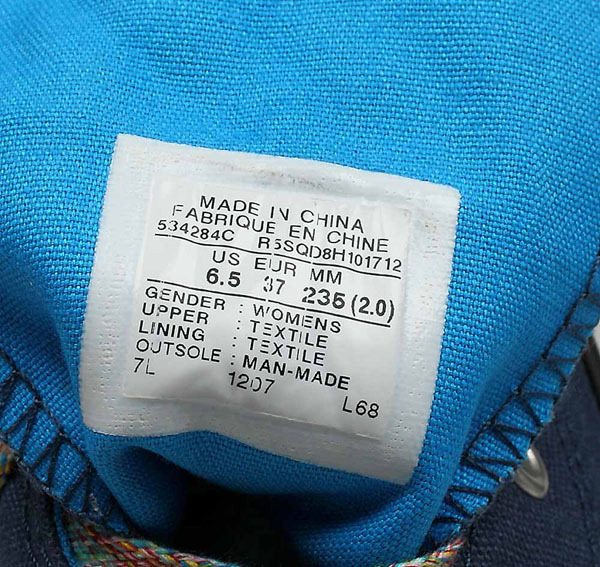 MADE IN CHINA
FABRIQUE EN CHINE
534284C R5SQD8H101712
US EUR MM
6.5 37 235 (2.0)
GENDER : WOMENS
UPPER : TEXTILE
LINING : TEXTILE
OUTSOLE : MAN-MADE
7L 1207 L68